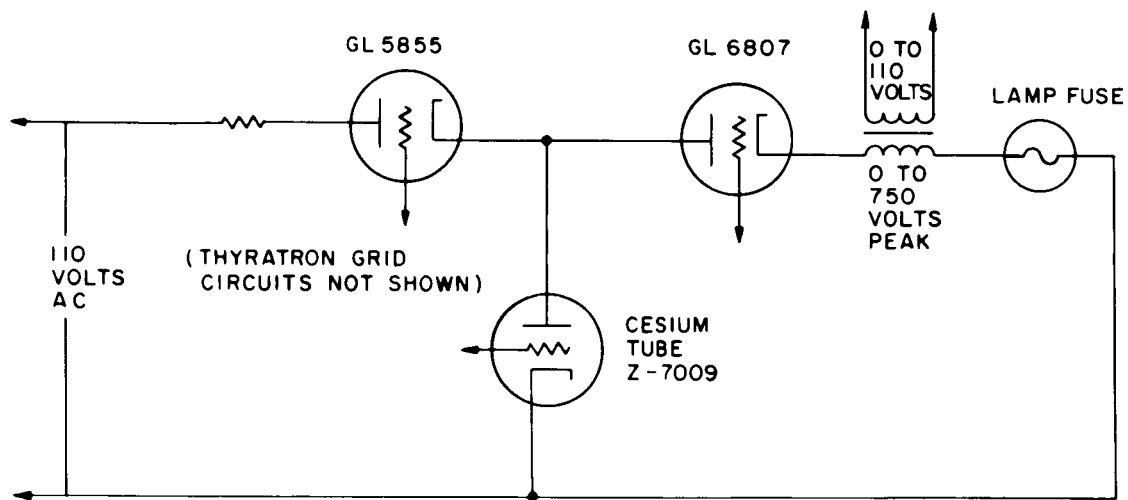 GL 5855
GL 6807
0 TO
110
VOLTS
LAMP FUSE
0 TO
750
VOLTS
PEAK
110
VOLTS
AC
(THYRATRON GRID
CIRCUITS NOT SHOWN)
CESIUM
TUBE
Z-7009